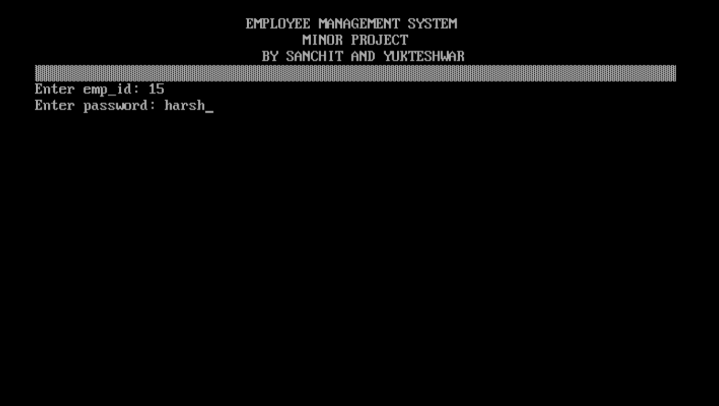 EMPLOYEE MANAGEMENT SYSTEM
MINOR PROJECT
BY SANCHIT AND YUKTESHWAR
Enter emp_id: 15
Enter password: harsh_